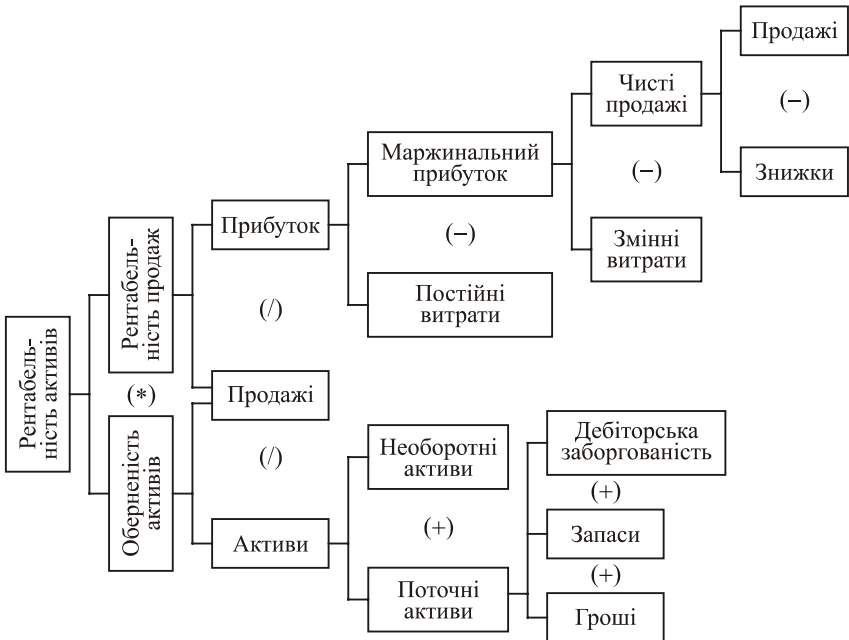 Продажі
(–)
Знижки
Чисті
продажі
(–)
Змінні
витрати
Маржинальний
прибуток
(–)
Постійні
витрати
Прибуток
(/)
Продажі
(/)
Активи
Рентабель-
ність продаж
(*)
Оберненість
активів
Рентабель-
ність активів
Необоротні
активи
(+)
Поточні
активи
Дебіторська
заборгованість
(+)
Запаси
(+)
Гроші